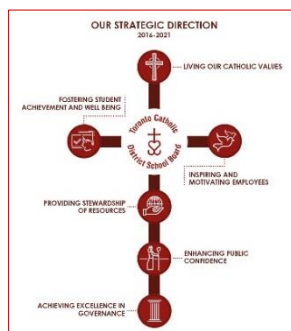 OUR STRATEGIC DIRECTION
2016-2021
LIVING OUR CATHOLIC VALUES
FOSTERING STUDENT
ACHIEVEMENT AND WELL BEING
Toronto Catholic
District School Board
INSPIRING AND
MOTIVATING EMPLOYEES
PROVIDING STEWARDSHIP
OF RESOURCES
ENHANCING PUBLIC
CONFIDENCE
ACHIEVING EXCELLENCE IN
GOVERNANCE